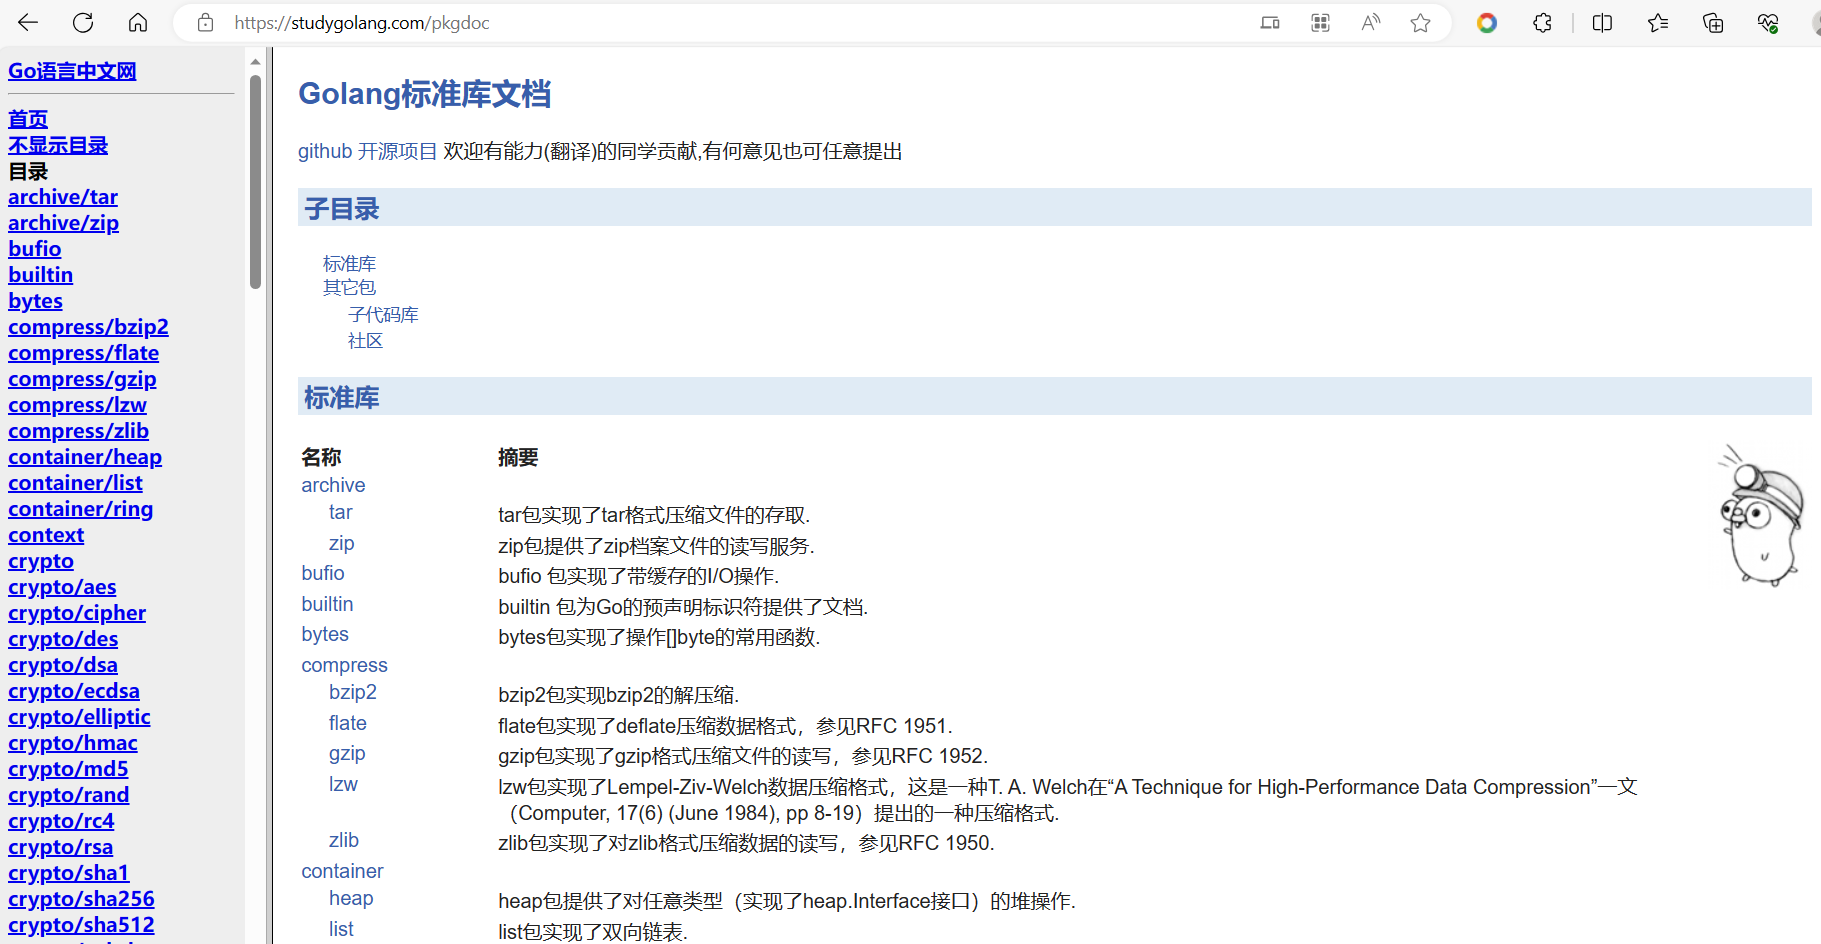 https://studygolang.com/pkgdoc
Go语言中文网
首页
不显示目录
目录
archive/tar
archive/zip
bufio
builtin
bytes
compress/bzip2
compress/flate
compress/gzip
compress/lzw
compress/zlib
container/heap
container/list
container/ring
context
crypto
crypto/aes
crypto/cipher
crypto/des
crypto/dsa
crypto/ecdsa
crypto/elliptic
crypto/hmac
crypto/md5
crypto/rand
crypto/rc4
crypto/rsa
crypto/sha1
crypto/sha256
crypto/sha512
Golang标准库文档
github 开源项目 欢迎有能力(翻译)的同学贡献,有何意见也可任意提出
子目录
标准库
其它包
子代码库
社区
标准库
名称 摘要
archive
tar tar包实现了tar格式压缩文件的存取.
zip zip包提供了zip档案文件的读写服务.
bufio bufio 包实现了带缓存的I/O操作.
builtin builtin 包为Go的预声明标识符提供了文档.
bytes bytes包实现了操作[]byte的常用函数.
compress
bzip2 bzip2包实现bzip2的解压缩.
flate flate包实现了deflate压缩数据格式，参见RFC 1951.
gzip gzip包实现了gzip格式压缩文件的读写，参见RFC 1952.
lzw lzw包实现了Lempel-Ziv-Welch数据压缩格式，这是一种T. A. Welch在“A Technique for High-Performance Data Compression”一文
（Computer, 17(6) (June 1984), pp 8-19）提出的一种压缩格式.
zlib zlib包实现了对zlib格式压缩数据的读写，参见RFC 1950.
container
heap heap包提供了对任意类型（实现了heap.Interface接口）的堆操作.
list list包实现了双向链表.